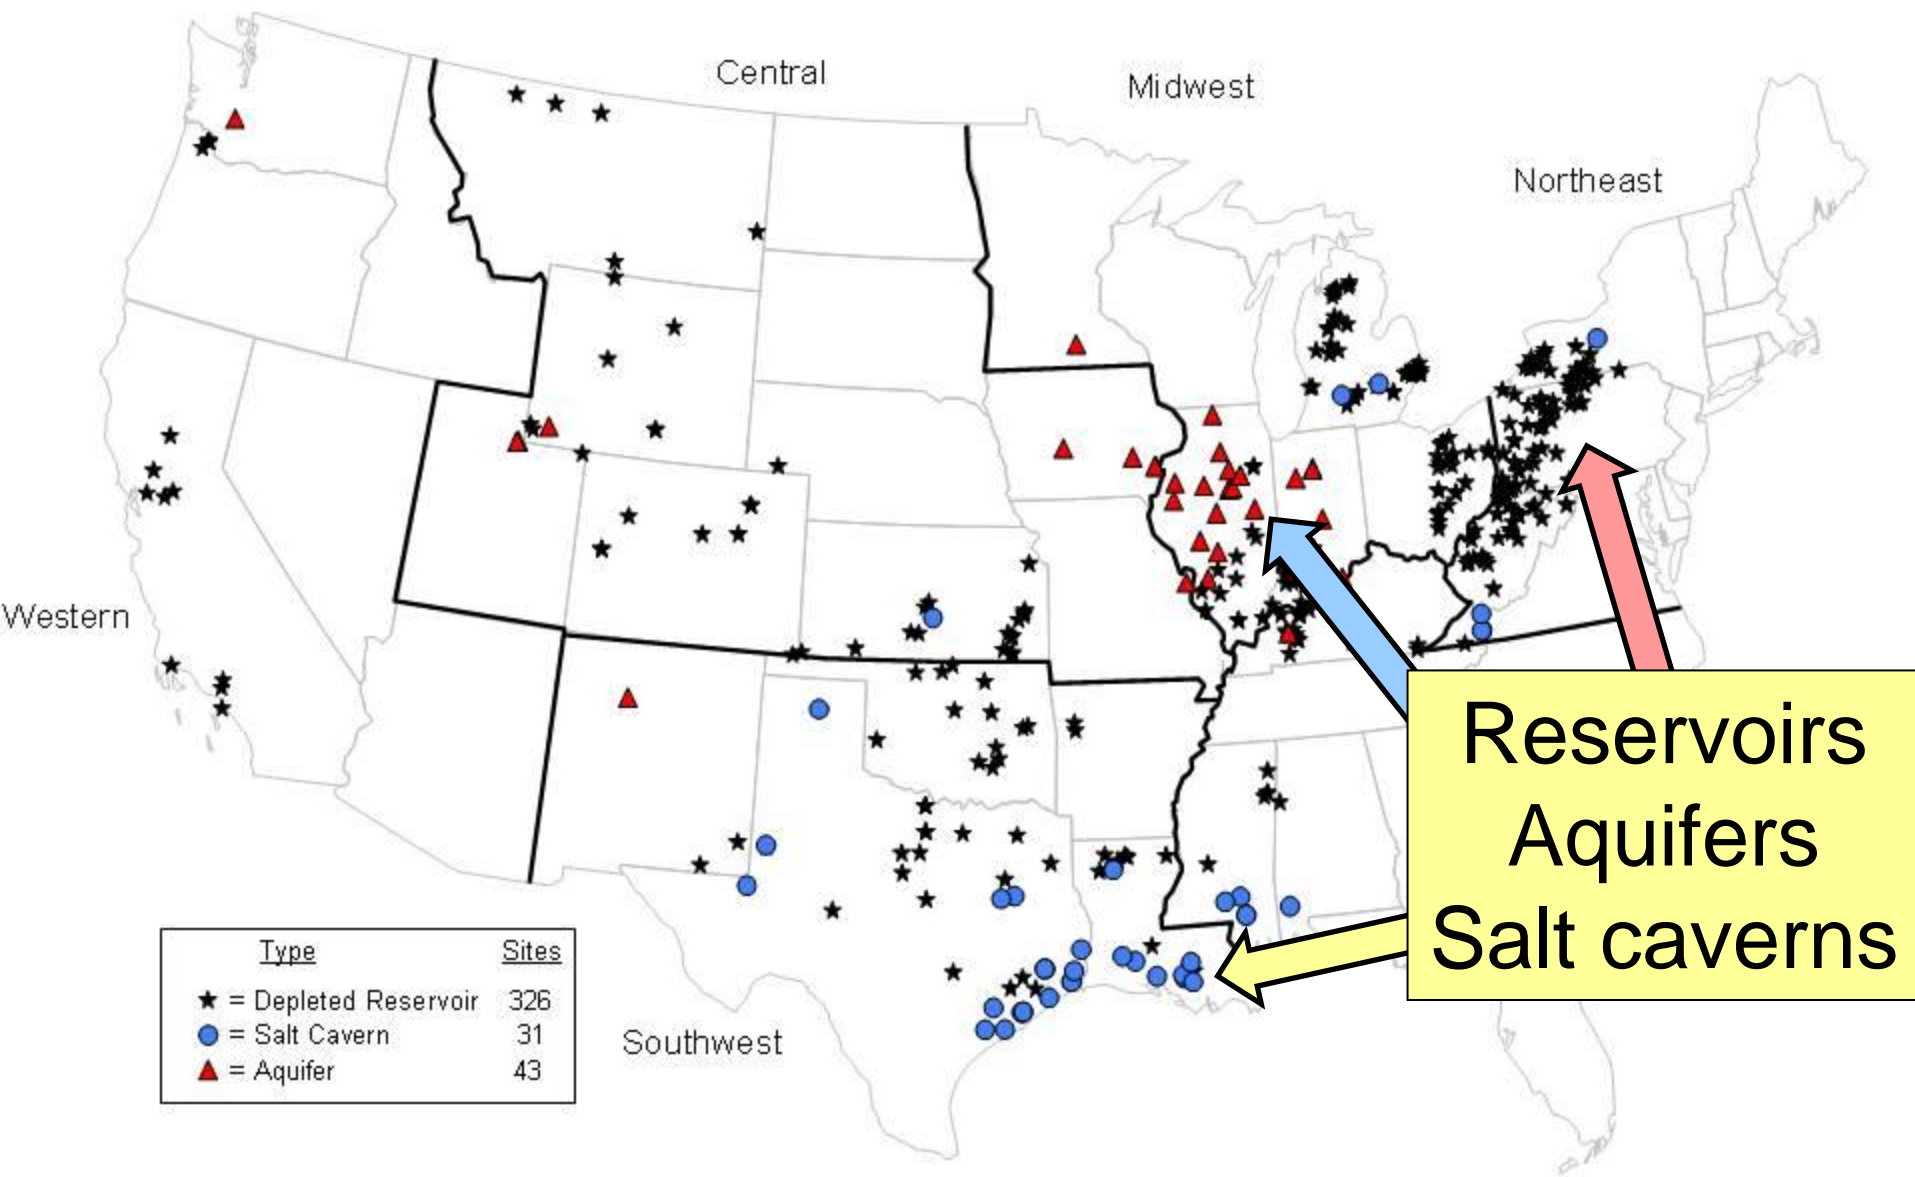 Central
Midwest
Northeast
Western
Southwest
Type Sites
= Depleted Reservoir 326
= Salt Cavern 31
= Aquifer 43
Reservoirs
Aquifers
Salt caverns